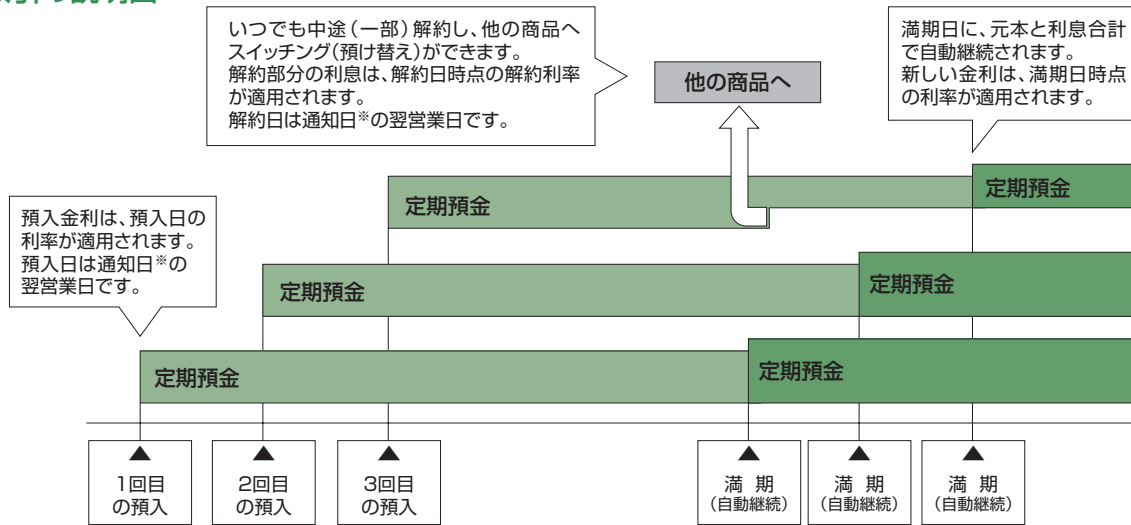 いつでも中途（一部）解約し、他の商品へ
スイッチング（預け替え）ができます。
解約部分の利息は、解約日時点の解約利率
が適用されます。
解約日は通知日※の翌営業日です。
他の商品へ
満期日に、元本と利息合計
で自動継続されます。
新しい金利は、満期日時点
の利率が適用されます。
預入金利は、預入日の
利率が適用されます。
預入日は通知日※の
翌営業日です。
定期預金
定期預金
定期預金
定期預金
定期預金
定期預金
▲
1回目
の預入
▲
2回目
の預入
▲
3回目
の預入
▲
満 期
（自動継続）
▲
満 期
（自動継続）
▲
満 期
（自動継続）